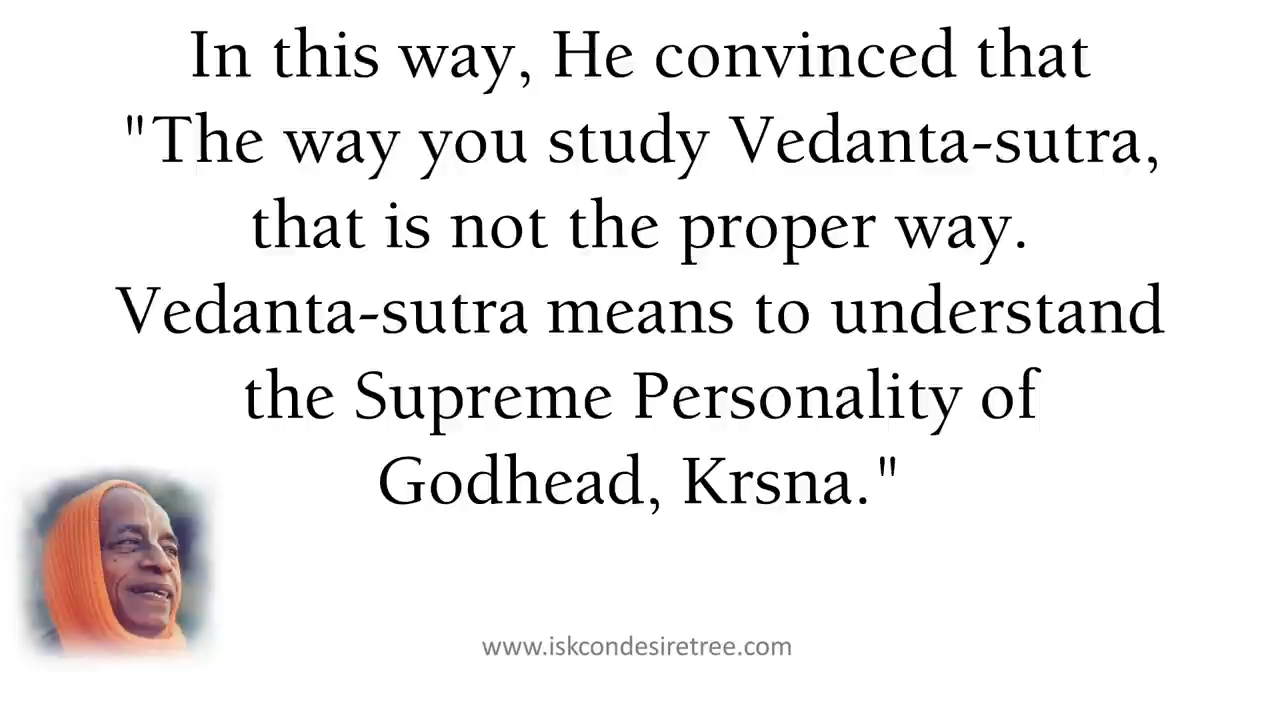 In this way, He convinced that
"The way you study Vedanta-sutra,
that is not the proper way.
Vedanta-sutra means to understand
the Supreme Personality of
Godhead, Krsna."
www.iskcondesiretree.com